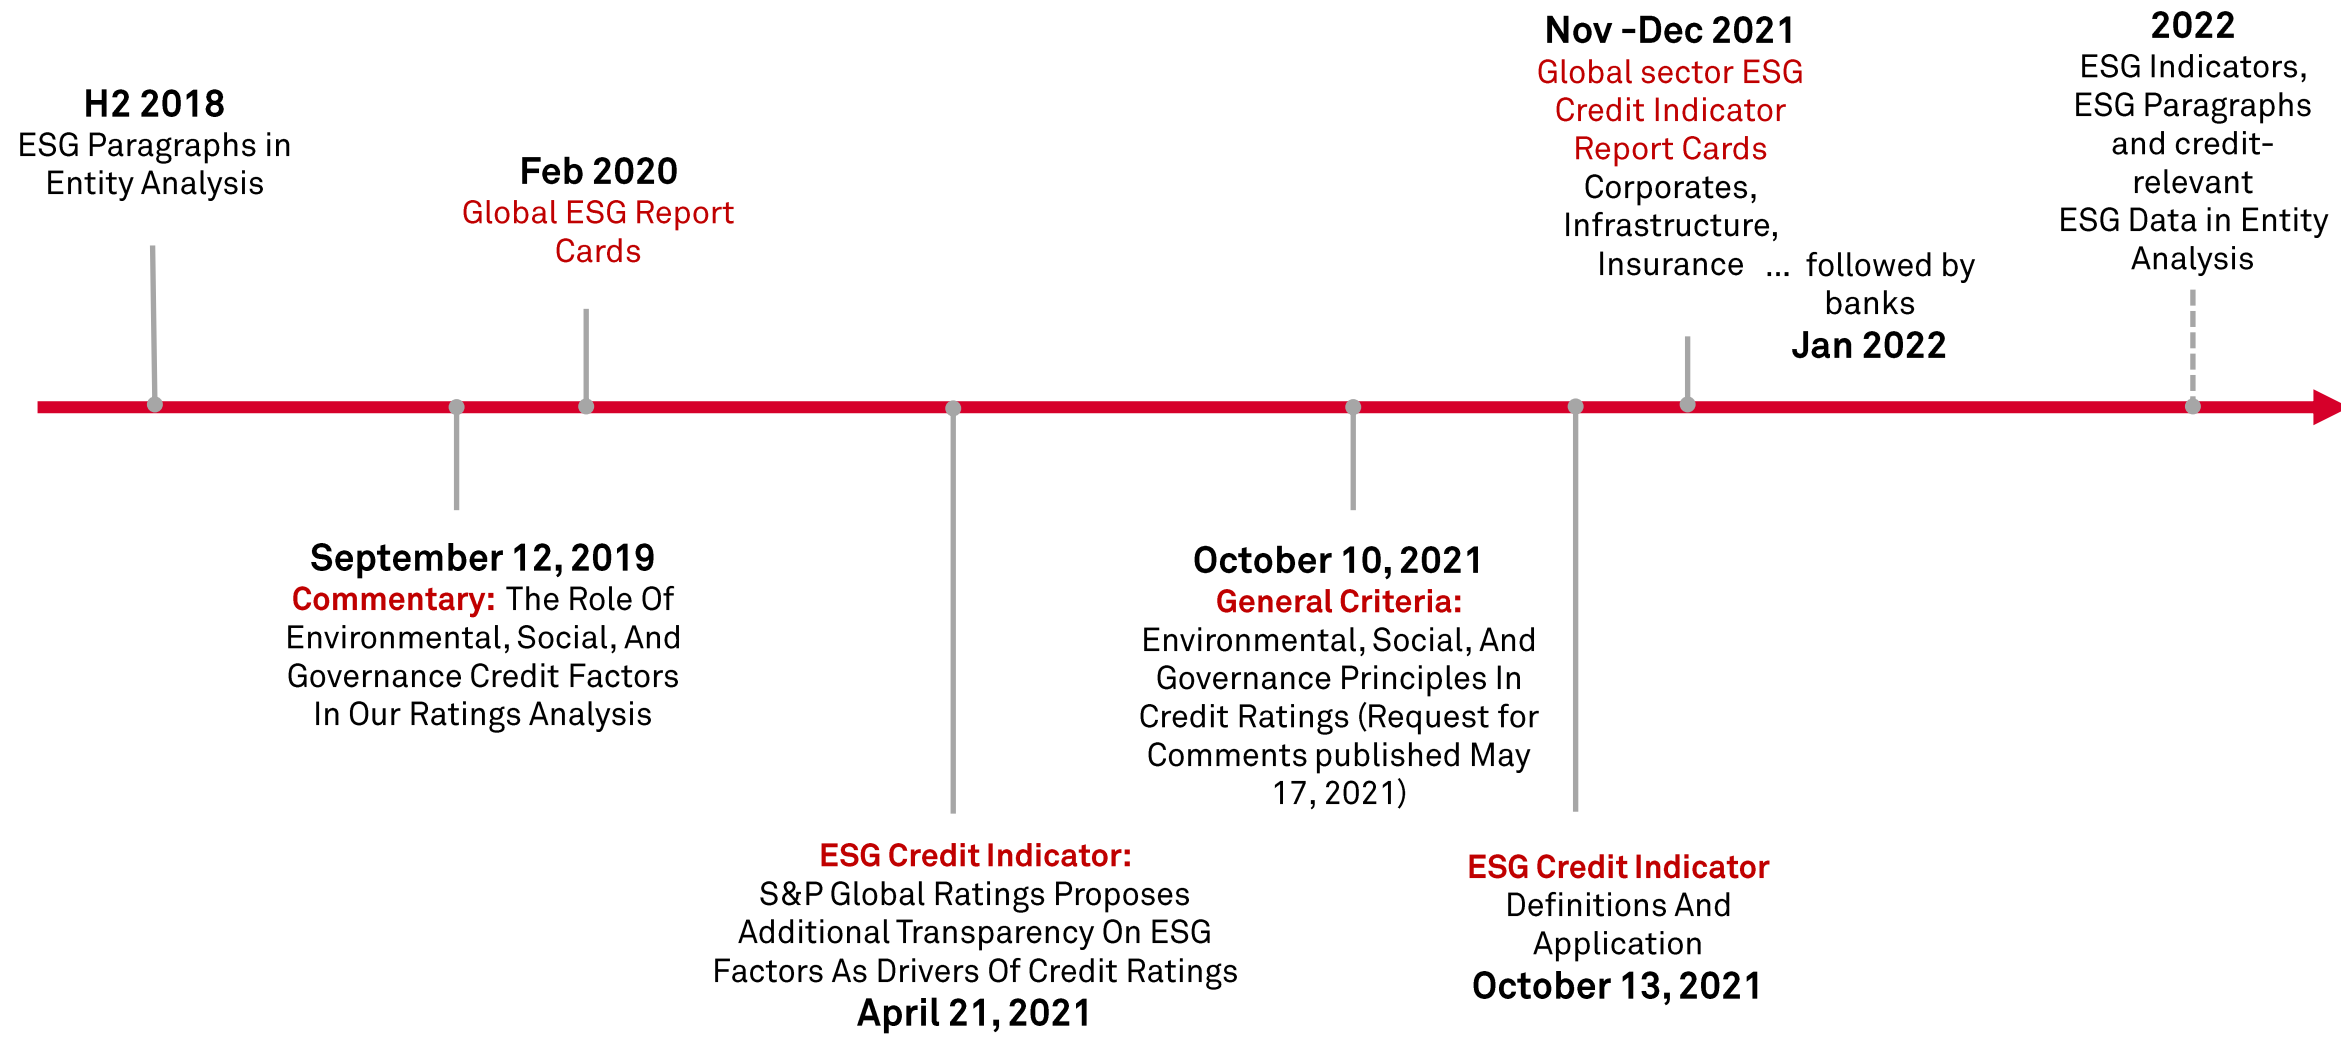 H2 2018
ESG Paragraphs in
Entity Analysis
September 12, 2019
Commentary: The Role Of
Environmental, Social, And
Governance Credit Factors
In Our Ratings Analysis
Feb 2020
Global ESG Report
Cards
ESG Credit Indicator:
S&P Global Ratings Proposes
Additional Transparency On ESG
Factors As Drivers Of Credit Ratings
April 21, 2021
October 10, 2021
General Criteria:
Environmental, Social, And
Governance Principles In
Credit Ratings (Request for
Comments published May
17, 2021)
ESG Credit Indicator
Definitions And
Application
October 13, 2021
Nov -Dec 2021
Global sector ESG
Credit Indicator
Report Cards
Corporates,
Infrastructure,
Insurance
... followed by
banks
Jan 2022
2022
ESG Indicators,
ESG Paragraphs
and credit-
relevant
ESG Data in Entity
Analysis